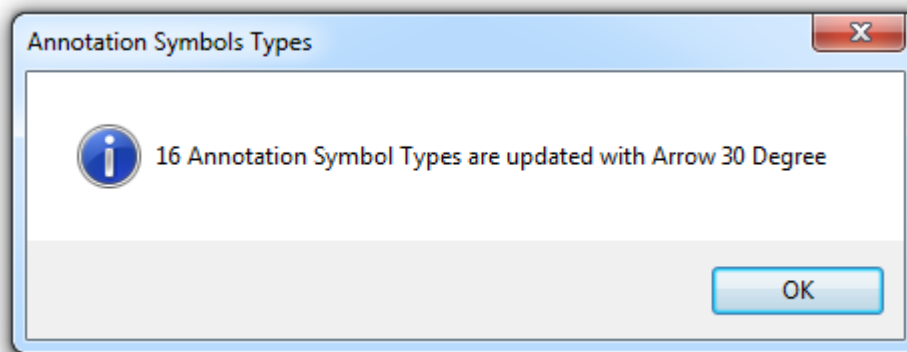 Annotation Symbols Types
16 Annotation Symbol Types are updated with Arrow 30 Degree
OK